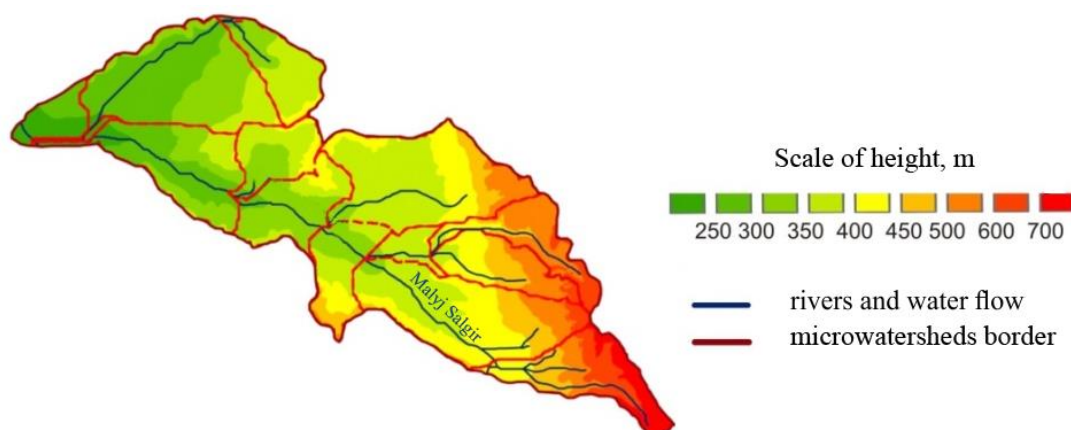 Scale of height, m
250 300 350 400 450 500 600 700
rivers and water flow
microwatersheds border
Malyj Salgir